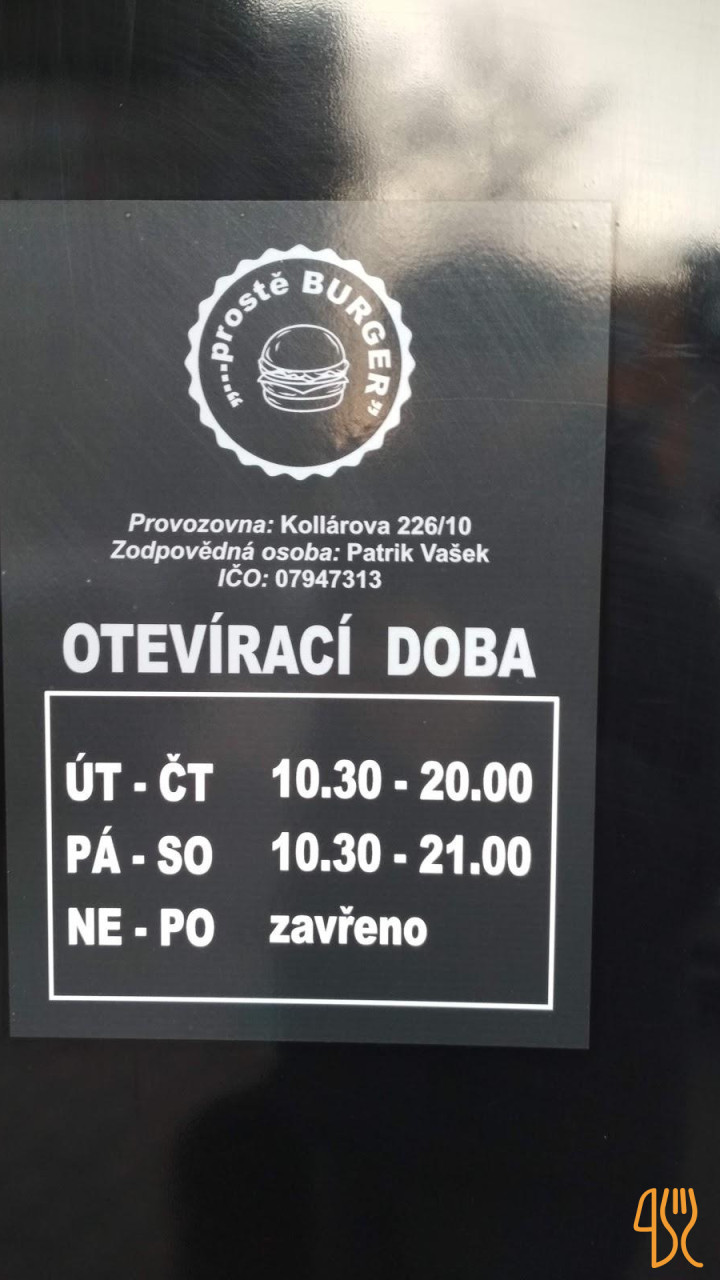 "...prostě BURGER"
Provozovna: Kollárova 226/10
Zodpovědná osoba: Patrik Vašek
IČO: 07947313
OTEVÍRACÍ DOBA
ÚT - ČT 10.30 - 20.00
PÁ - SO 10.30 - 21.00
NE - PO zavřeno